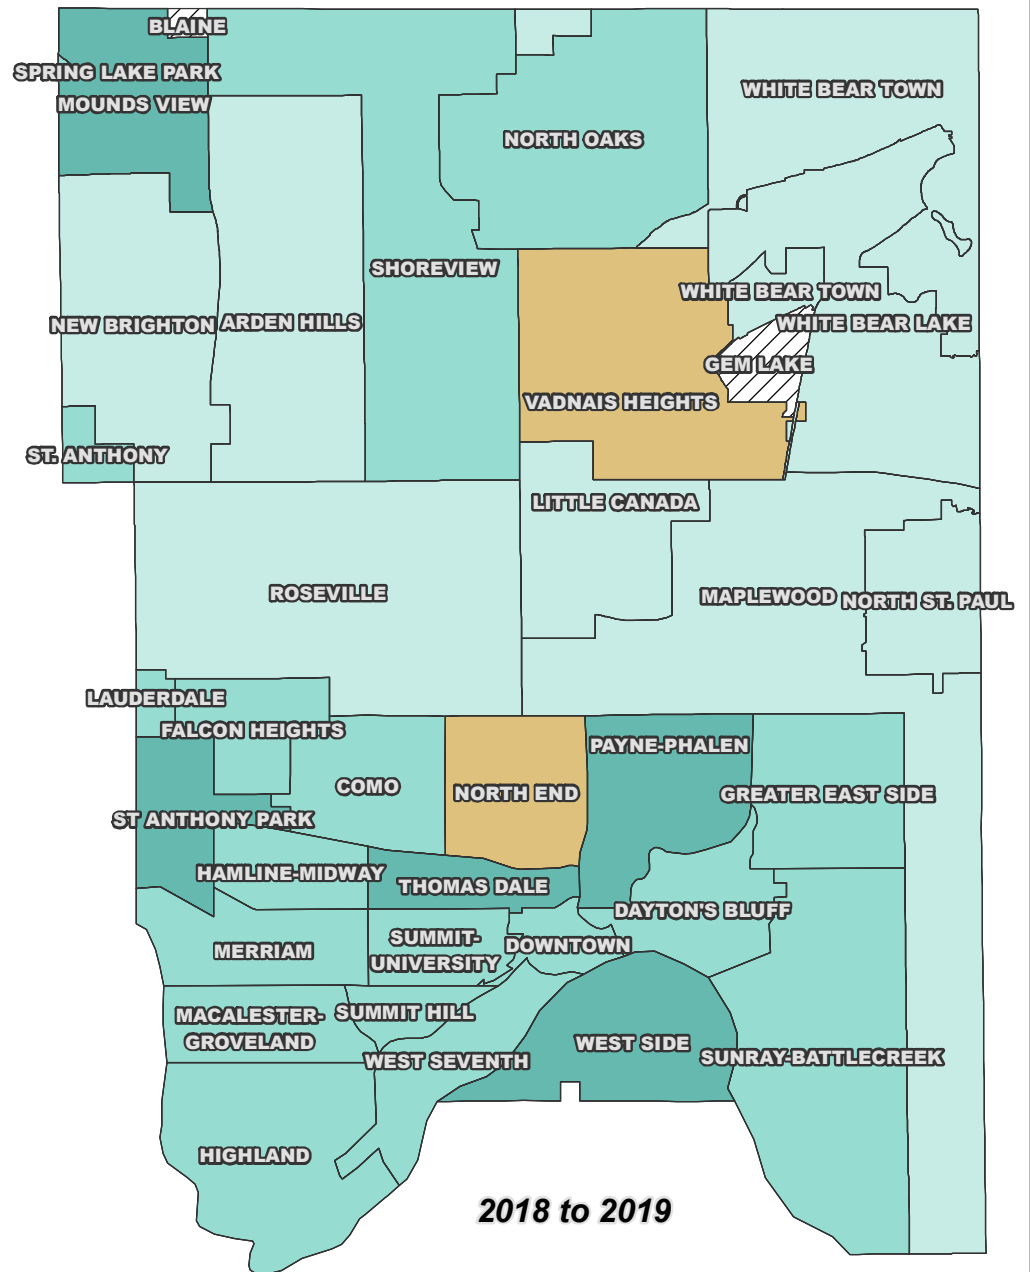 BLAINE
SPRING LAKE PARK
WHITE BEAR TOWN
MOUNDS VIEW
NORTH OAKS
SHOREVIEW
WHITE BEAR TOWN
NEW BRIGHTON
ARDEN HILLS
WHITE BEAR LAKE
GEM LAKE
VADNAIS HEIGHTS
ST. ANTHONY
LITTLE CANADA
ROSEVILLE
MAPLEWOOD
NORTH ST. PAUL
LAUDERDALE
FALCON HEIGHTS
PAYNE-PHALEN
COMO
NORTH END
GREATER EAST SIDE
ST ANTHONY PARK
HAMLINE-MIDWAY
THOMAS DALE
DAYTON'S BLUFF
MERRIAM
SUMMIT-
UNIVERSITY
DOWNTOWN
MACALESTER-
GROVELAND
SUMMIT HILL
WEST SIDE
WEST SEVENTH
SUNRAY-BATTLECREEK
HIGHLAND
2018 to 2019